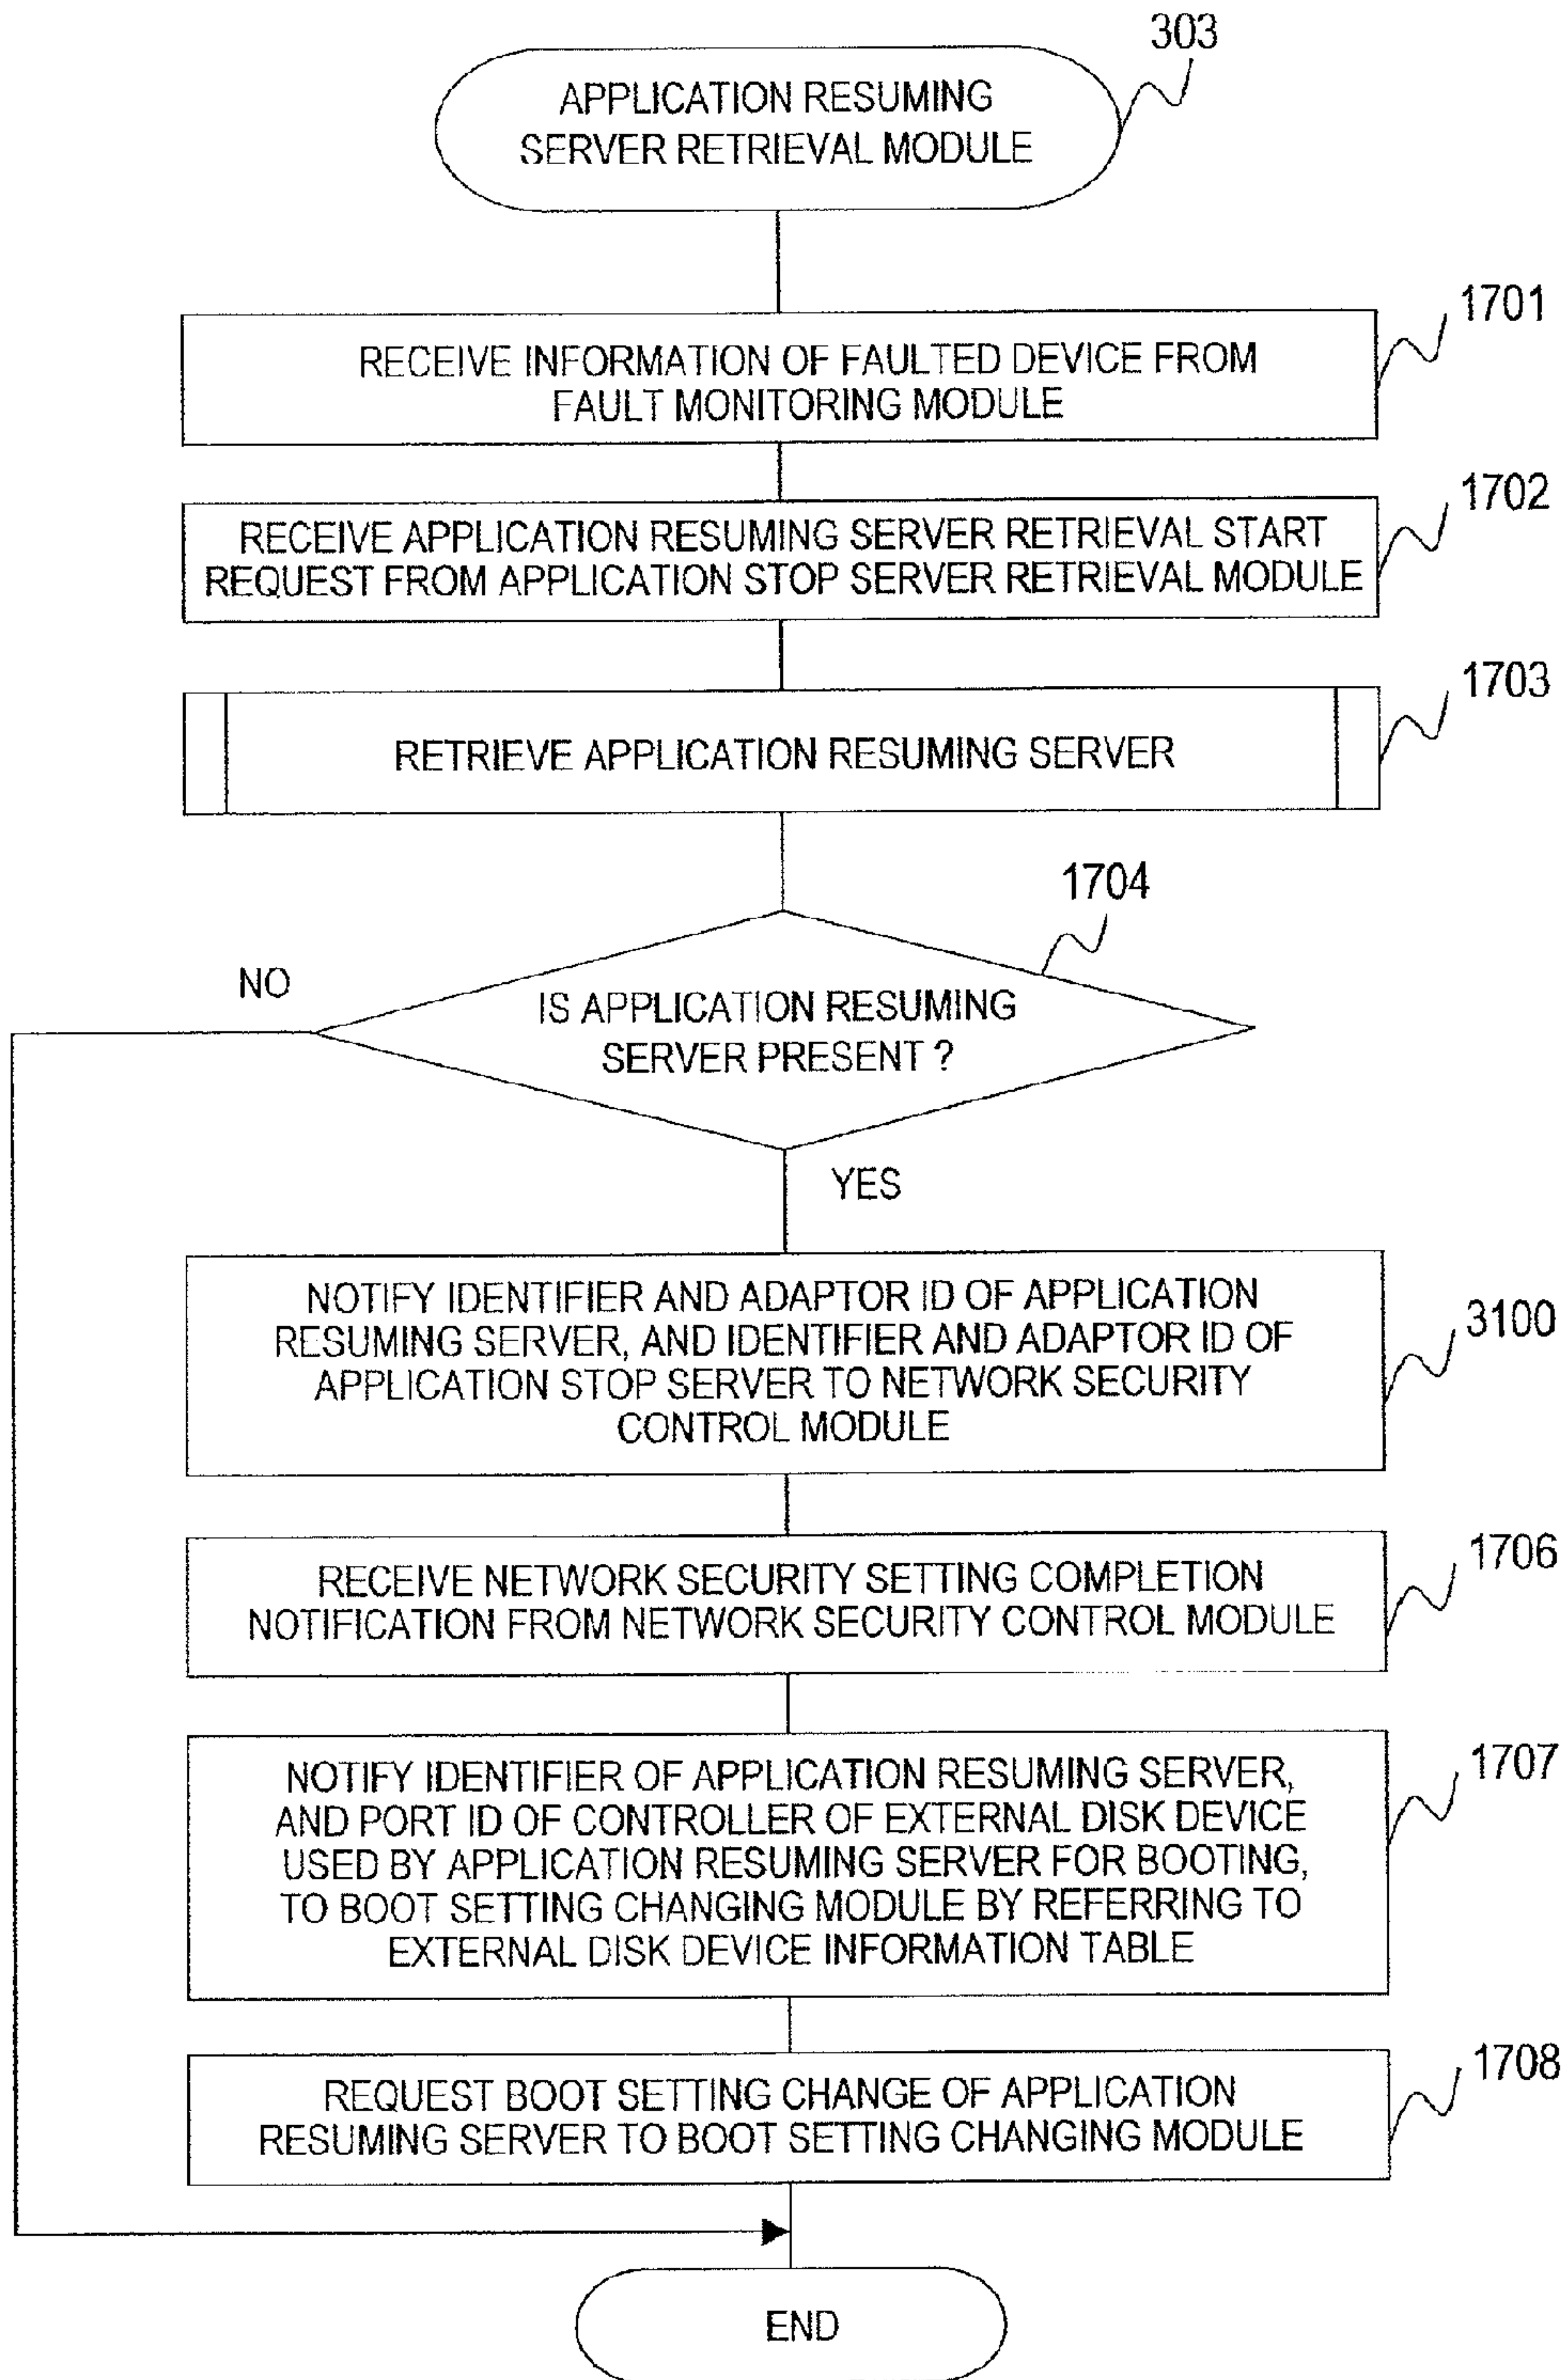 303
APPLICATION RESUMING
SERVER RETRIEVAL MODULE
1701
RECEIVE INFORMATION OF FAULTED DEVICE FROM
FAULT MONITORING MODULE
1702
RECEIVE APPLICATION RESUMING SERVER RETRIEVAL START
REQUEST FROM APPLICATION STOP SERVER RETRIEVAL MODULE
1703
RETRIEVE APPLICATION RESUMING SERVER
1704
NO
IS APPLICATION RESUMING
SERVER PRESENT ?
YES
NOTIFY IDENTIFIER AND ADAPTOR ID OF APPLICATION
RESUMING SERVER, AND IDENTIFIER AND ADAPTOR ID OF
APPLICATION STOP SERVER TO NETWORK SECURITY
CONTROL MODULE
3100
RECEIVE NETWORK SECURITY SETTING COMPLETION
NOTIFICATION FROM NETWORK SECURITY CONTROL MODULE
1706
NOTIFY IDENTIFIER OF APPLICATION RESUMING SERVER,
AND PORT ID OF CONTROLLER OF EXTERNAL DISK DEVICE
USED BY APPLICATION RESUMING SERVER FOR BOOTING,
TO BOOT SETTING CHANGING MODULE BY REFERRING TO
EXTERNAL DISK DEVICE INFORMATION TABLE
1707
REQUEST BOOT SETTING CHANGE OF APPLICATION
RESUMING SERVER TO BOOT SETTING CHANGING MODULE
1708
END